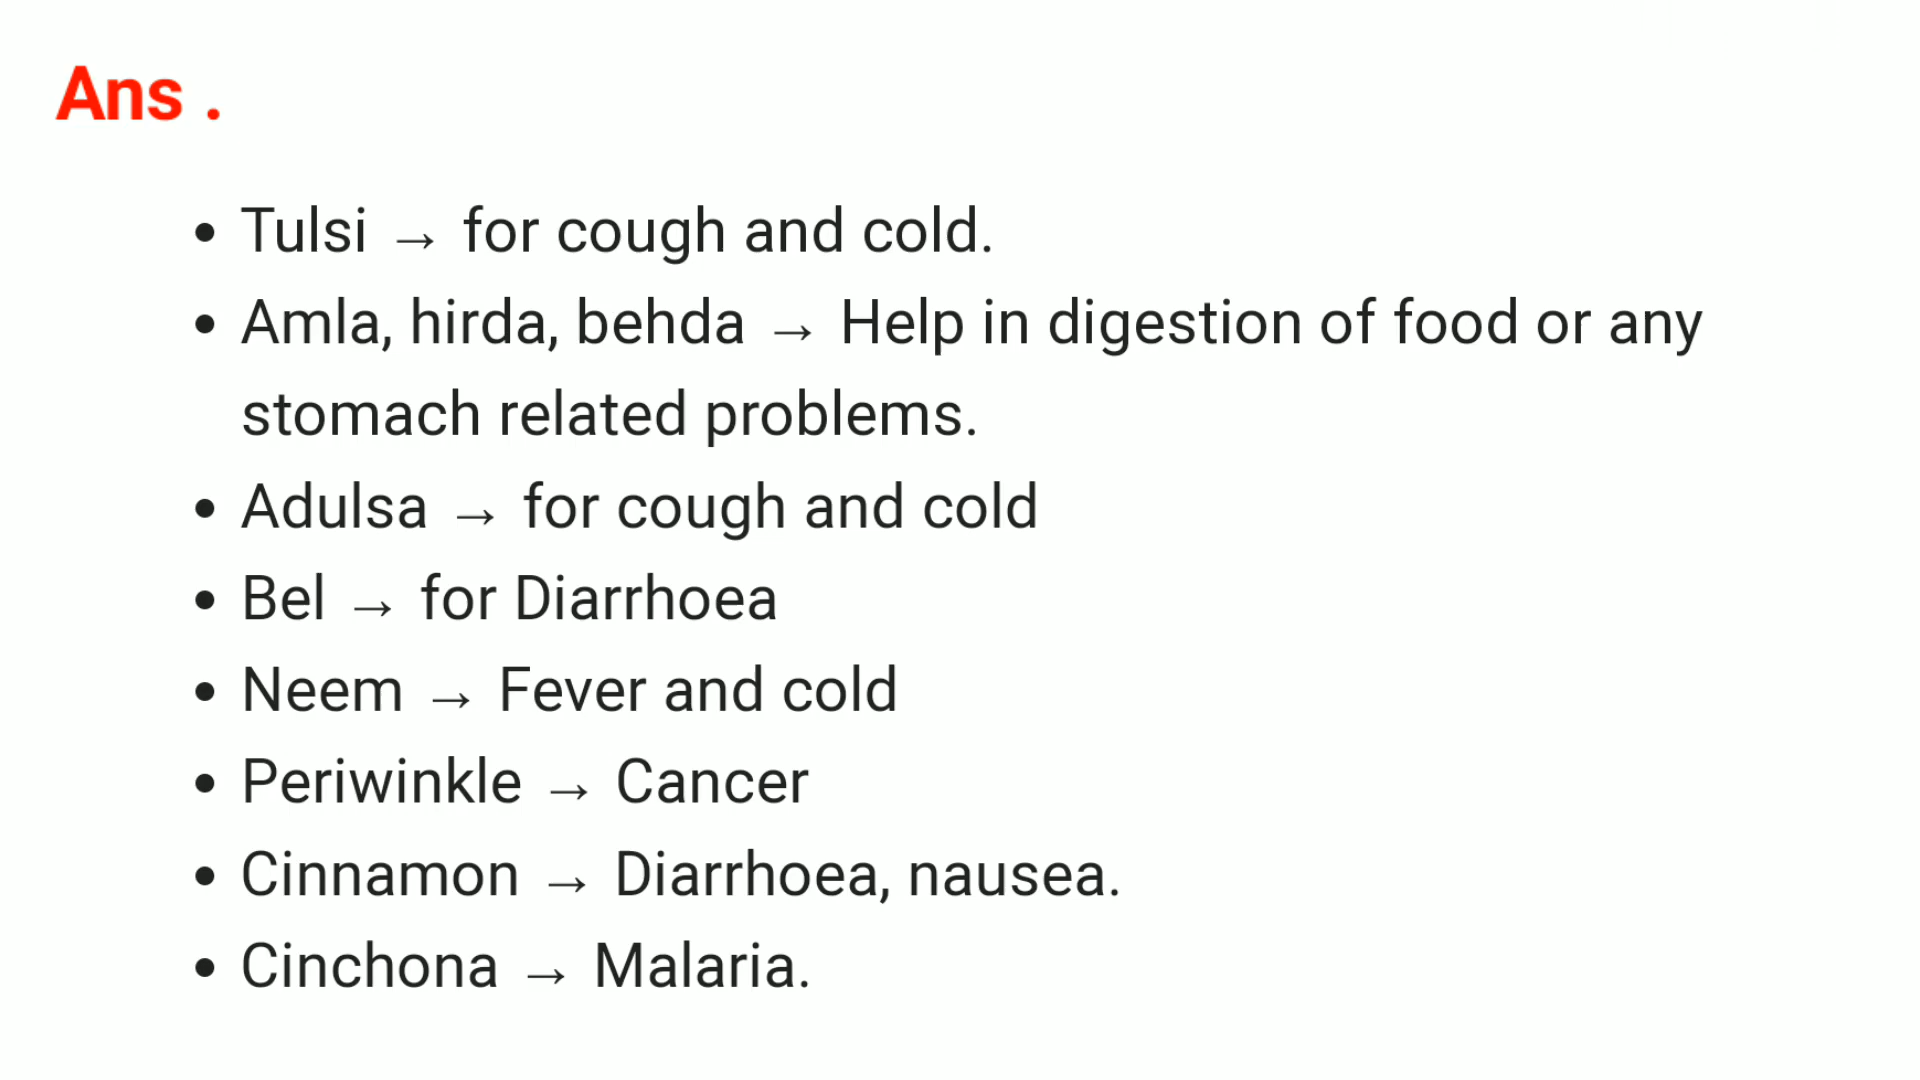 Ans .
• Tulsi → for cough and cold.
• Amla, hirda, behda → Help in digestion of food or any
stomach related problems.
• Adulsa → for cough and cold
• Bel → for Diarrhoea
• Neem → Fever and cold
• Periwinkle → Cancer
• Cinnamon → Diarrhoea, nausea.
• Cinchona → Malaria.